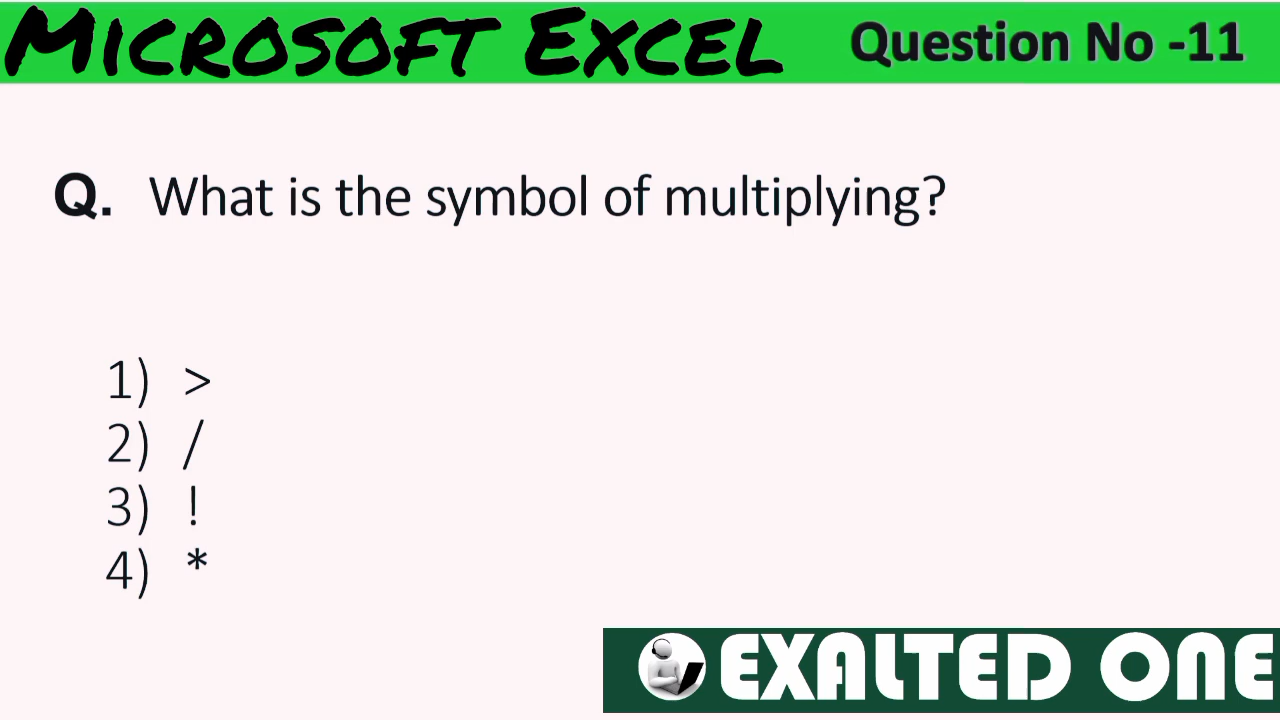 Microsoft Excel Question No -11
Q. What is the symbol of multiplying?
1) >
2) /
3) !
4) *
EXALTED ONE